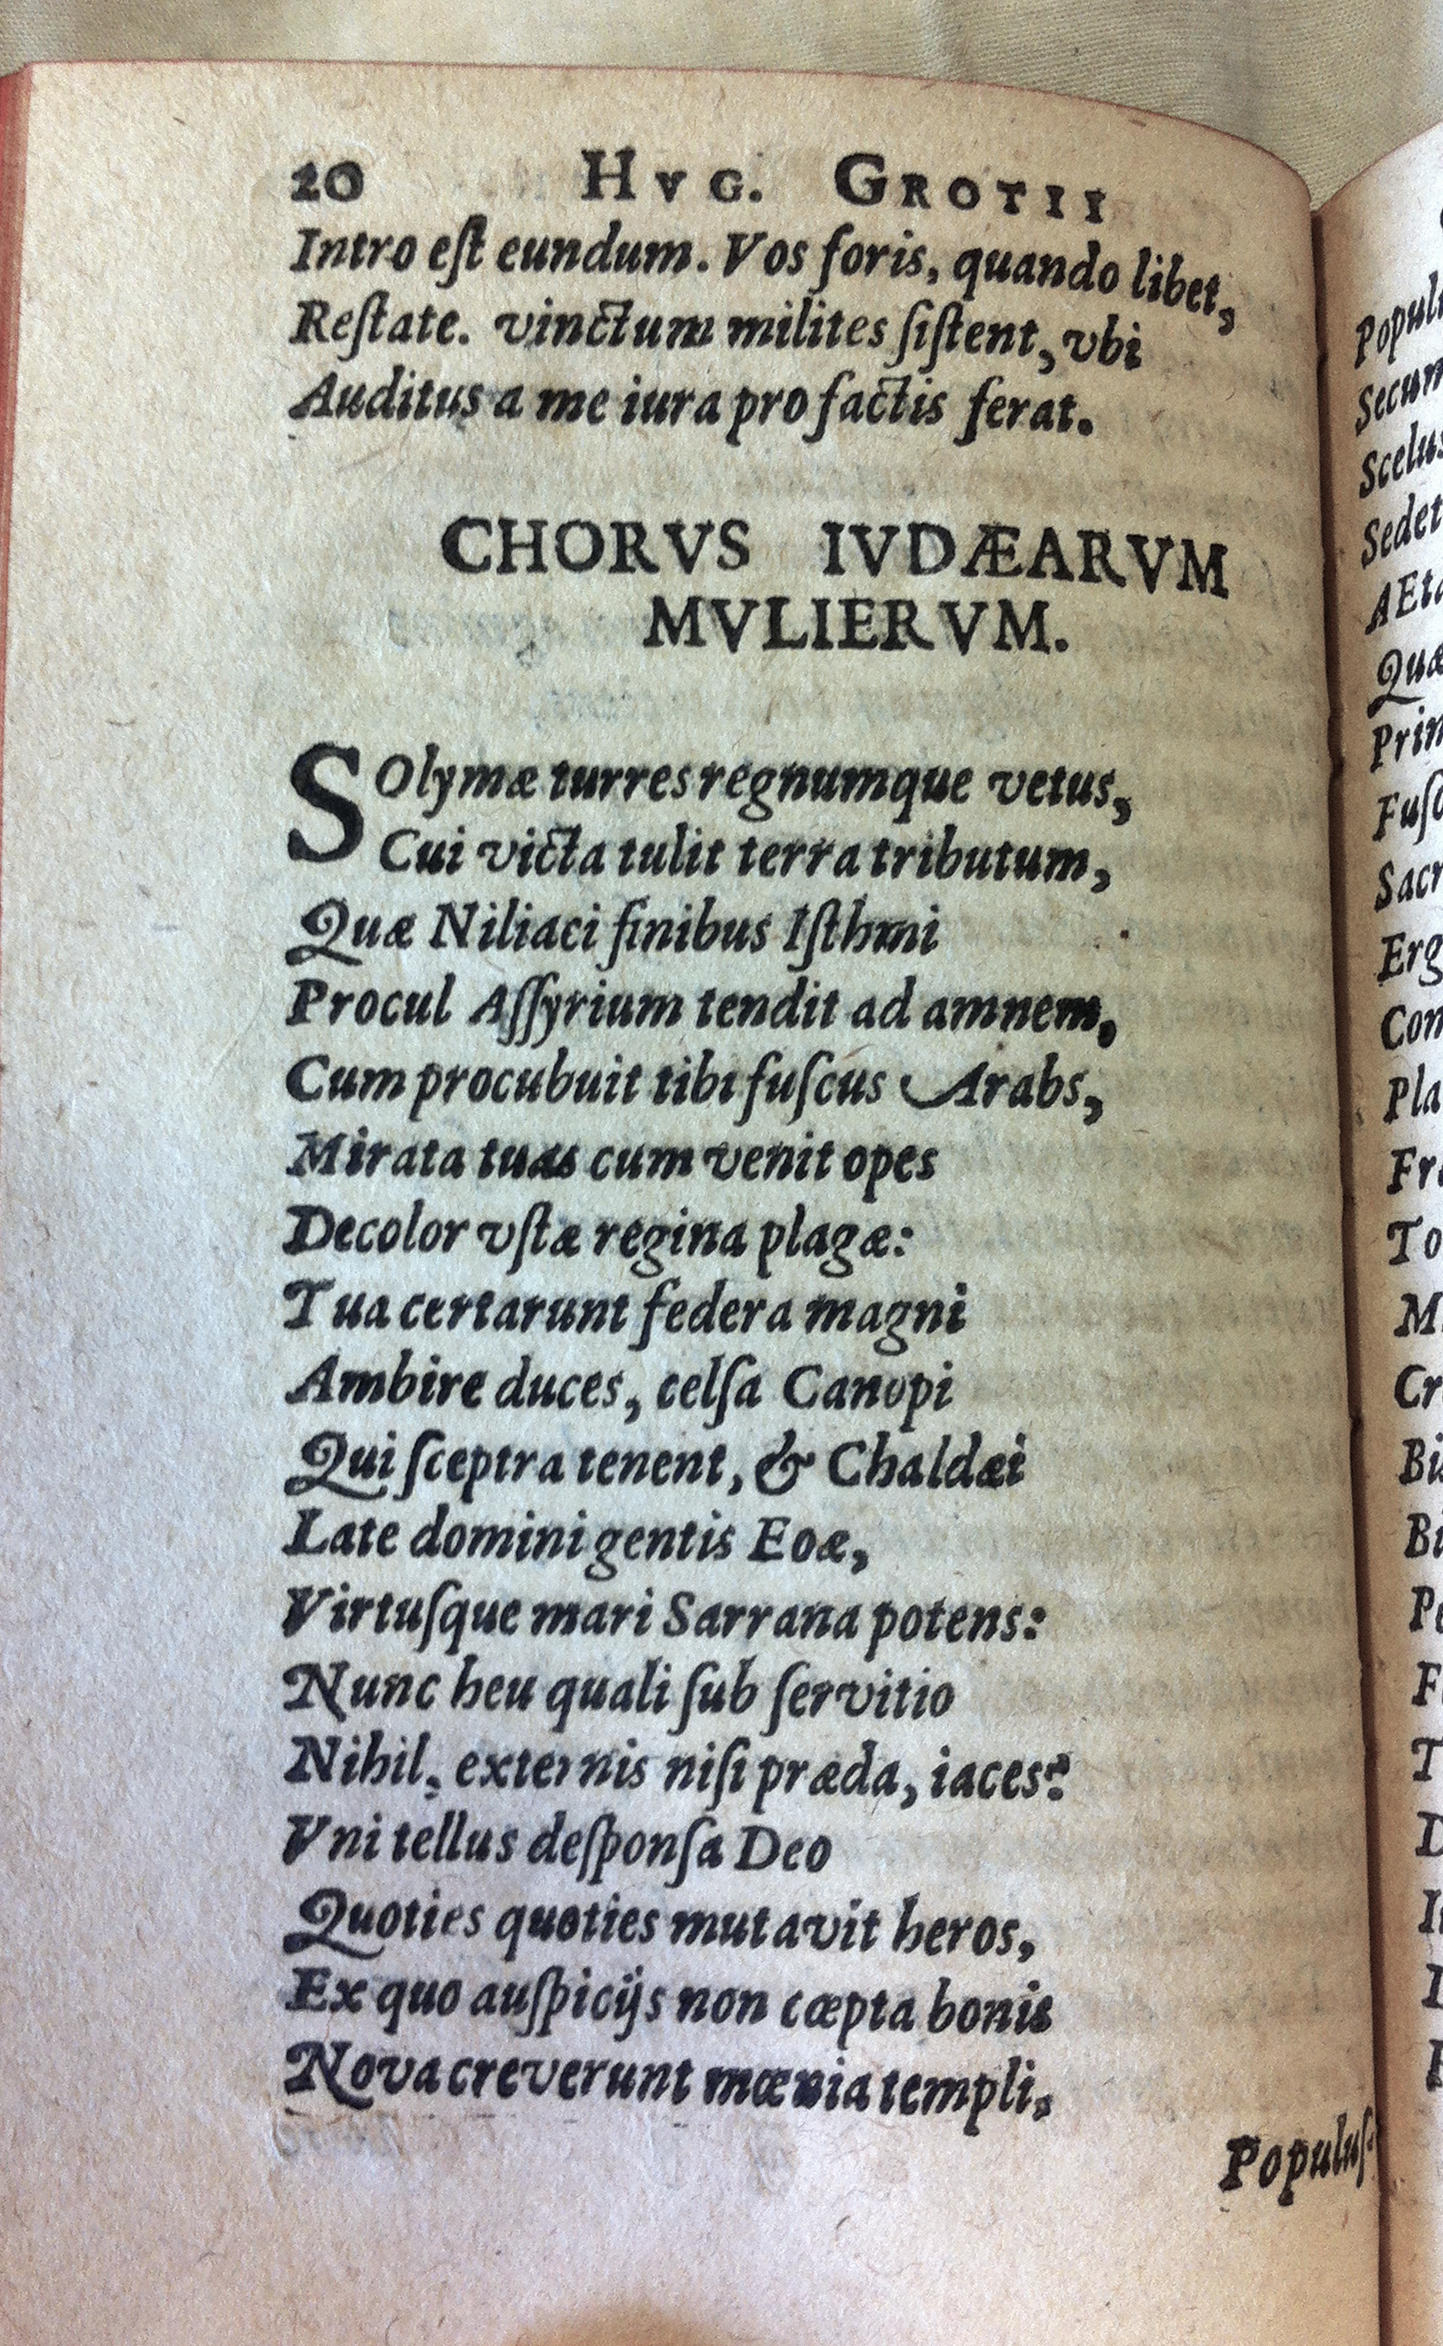 20 HVG. GROTII
Intro eſt eundum. Vos foris, quando libet,
Reſtate. vinctum milites ſiſtent, vbi
Auditus a me iura pro factis ferat.
CHORVS IVDÆARVM
MVLIERVM.
SOlymæ turres regnumque vetus,
Cui victa tulit terra tributum,
Quæ Niliaci finibus Iſthmi
Procul Aſſyrium tendit ad amnem,
Cum procubuit tibi fuſcus Arabs,
Mirata tuas cum venit opes
Decolor vſtæ regina plagæ:
Tua certarunt federa magni
Ambire duces, celſa Canopi
Qui ſceptra tenent, & Chaldæi
Late domini gentis Eoæ,
Virtuſque mari Sarrana potens:
Nunc heu quali ſub ſervitio
Nihil, externis niſi præda, iaces?
Vni tellus deſponſa Deo
Quoties quoties mutavit heros,
Ex quo auſpicijs non cœpta bonis
Nova creverunt mœnia templi,
Populuſ-
Secum
Scelus
Sedet